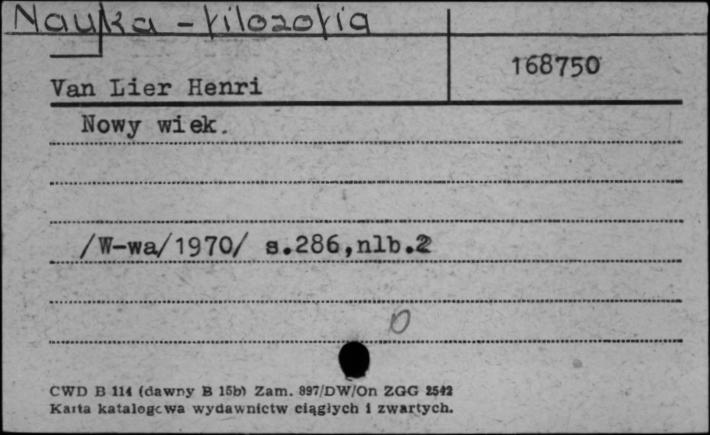 Nauka - filozofia
168750
Van Lier Henri
Nowy wiek.
/W-wa/1970/ s.286,nlb.2
CWD B 114 (dawny B 15b) Zam. 897/DW/On ZGG 2542
Karta katalogowa wydawnictw ciągłych i zwartych.